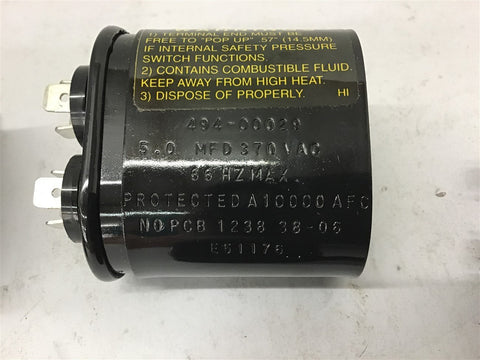 1) TERMINAL END MUST BE
FREE TO "POP UP" .57" (14.5MM)
IF INTERNAL SAFETY PRESSURE
SWITCH FUNCTIONS.
2) CONTAINS COMBUSTIBLE FLUID.
KEEP AWAY FROM HIGH HEAT.
3) DISPOSE OF PROPERLY. HI
494-00029
5.0 MFD 370 VAC
66 HZ MAX.
PROTECTED A10000 AFC
NO PCB 1238 38-06
E51176